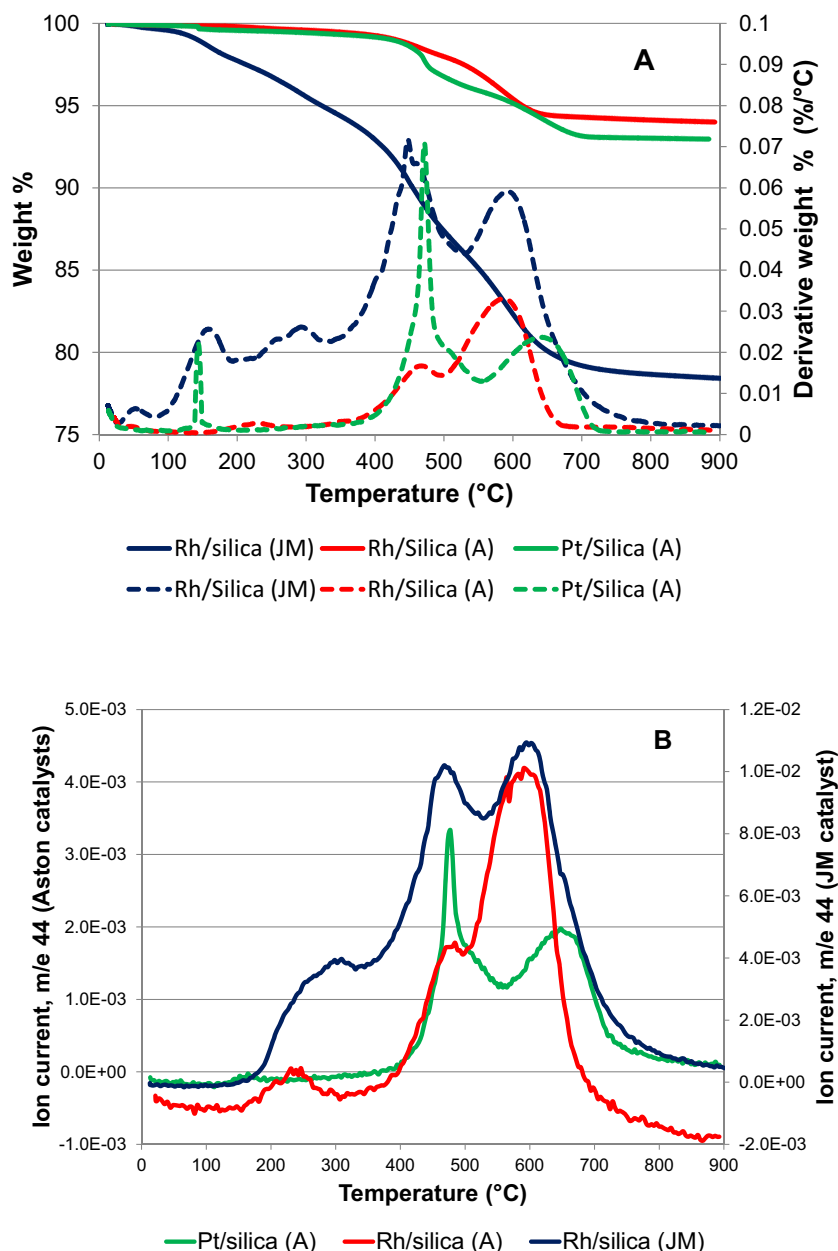 A
Weight %
100
95
90
85
80
75
0.1
0.09
0.08
0.07
0.06
0.05
0.04
0.03
0.02
0.01
0
Derivative weight % (%/°C)
0 100 200 300 400 500 600 700 800 900
Temperature (°C)
Rh/silica (JM) Rh/Silica (A) Pt/Silica (A)
Rh/Silica (JM) Rh/Silica (A) Pt/Silica (A)
B
Ion current, m/e 44 (Aston catalysts)
5.0E-03
4.0E-03
3.0E-03
2.0E-03
1.0E-03
0.0E+00
-1.0E-03
1.2E-02
1.0E-02
8.0E-03
6.0E-03
4.0E-03
2.0E-03
0.0E+00
-2.0E-03
Ion current, m/e 44 (JM catalyst)
0 100 200 300 400 500 600 700 800 900
Temperature (°C)
Pt/silica (A) Rh/silica (A) Rh/silica (JM)